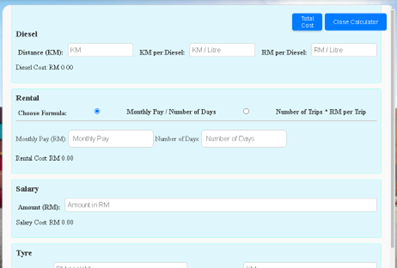 Total Cost
Close Calculator
Diesel
Distance (KM): KM KM per Diesel: KM / Litre RM per Diesel: RM / Litre
Diesel Cost: RM 0.00
Rental
Choose Formula: Monthly Pay / Number of Days Number of Trips * RM per Trip
Monthly Pay (RM): Monthly Pay Number of Days: Number of Days
Rental Cost: RM 0.00
Salary
Amount (RM): Amount in RM
Salary Cost: RM 0.00
Tyre